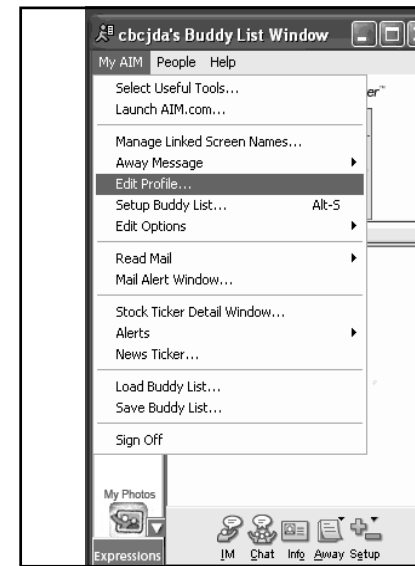 cbcjda's Buddy List Window
My AIM People Help
er™
Select Useful Tools...
Launch AIM.com...
Manage Linked Screen Names...
Away Message
Edit Profile...
Setup Buddy List... Alt-S
Edit Options
Read Mail
Mail Alert Window...
Stock Ticker Detail Window...
Alerts
News Ticker...
Load Buddy List...
Save Buddy List...
Sign Off
My Photos
Expressions
IM Chat Info Away Setup